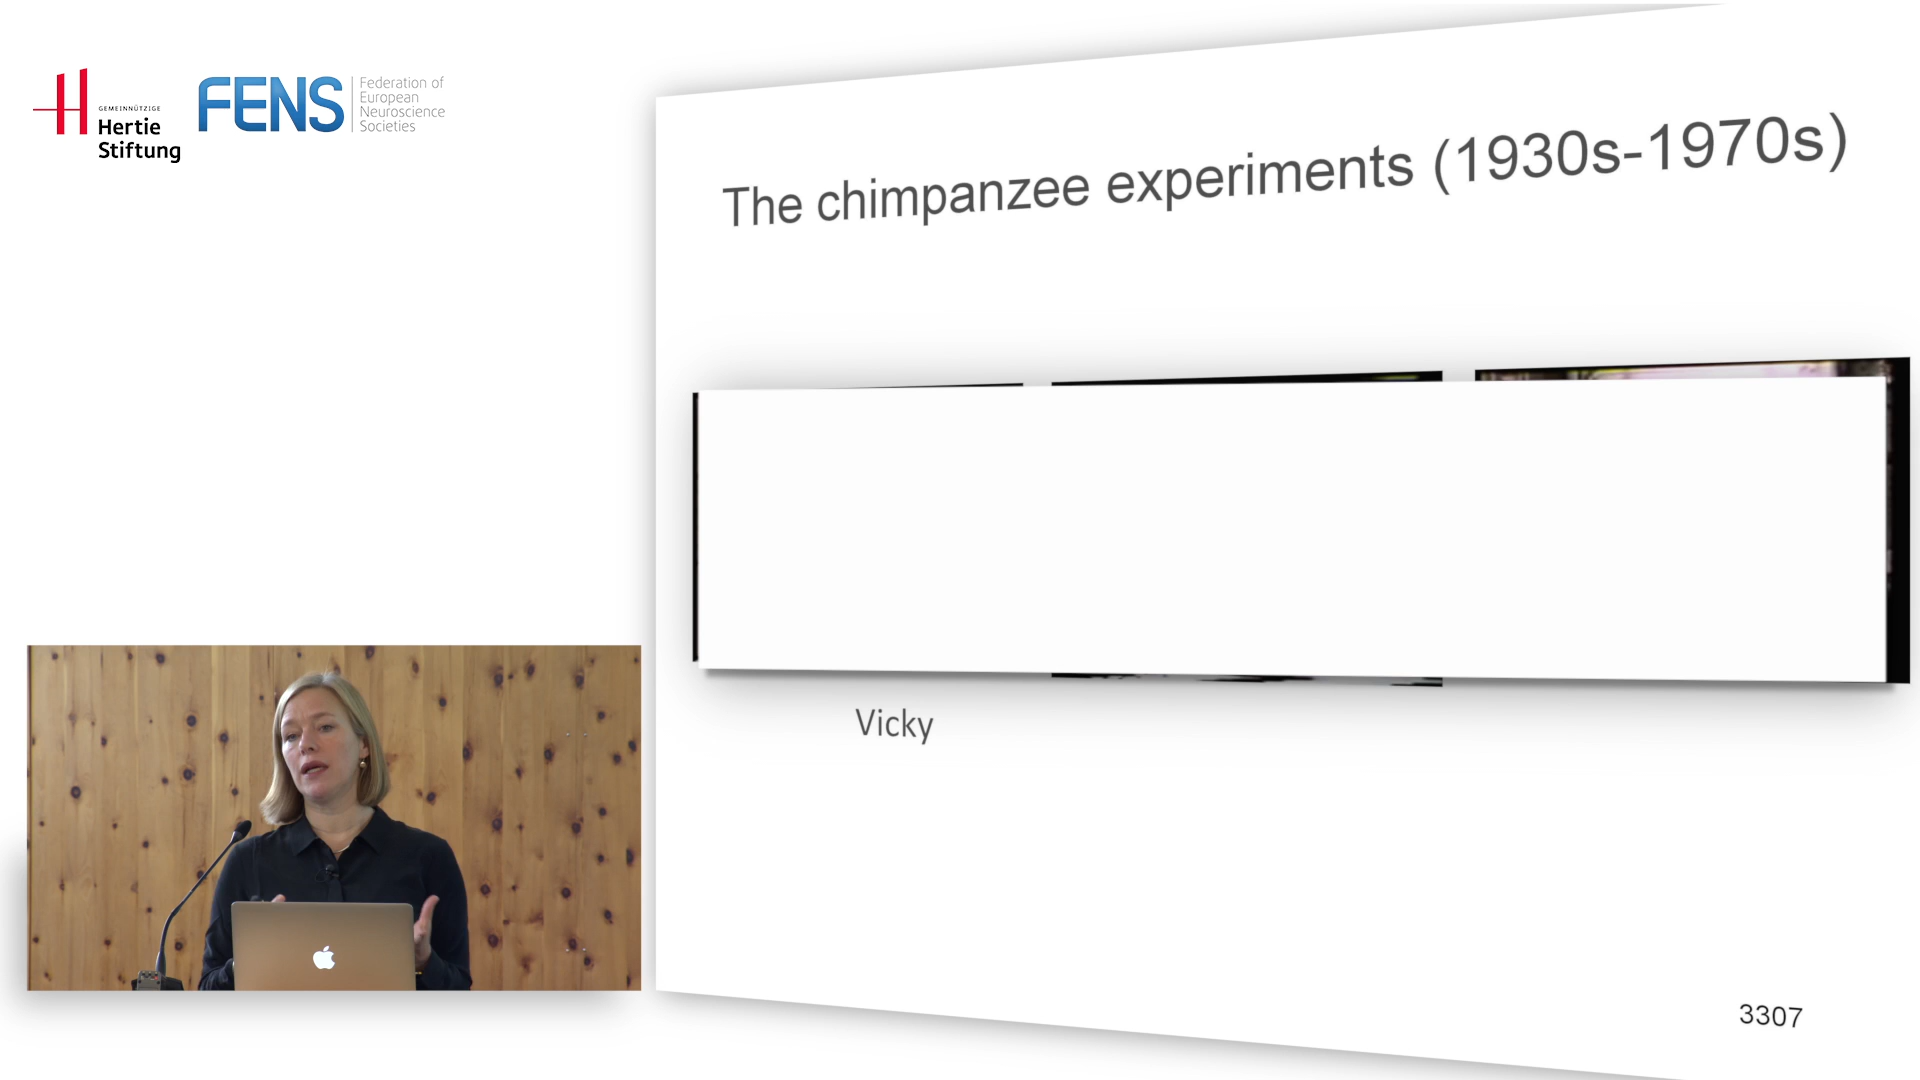 GEMEINNÜTZIGE
Hertie
Stiftung
FENS
Federation of
European
Neuroscience
Societies
The chimpanzee experiments (1930s-1970s)
Vicky
3307